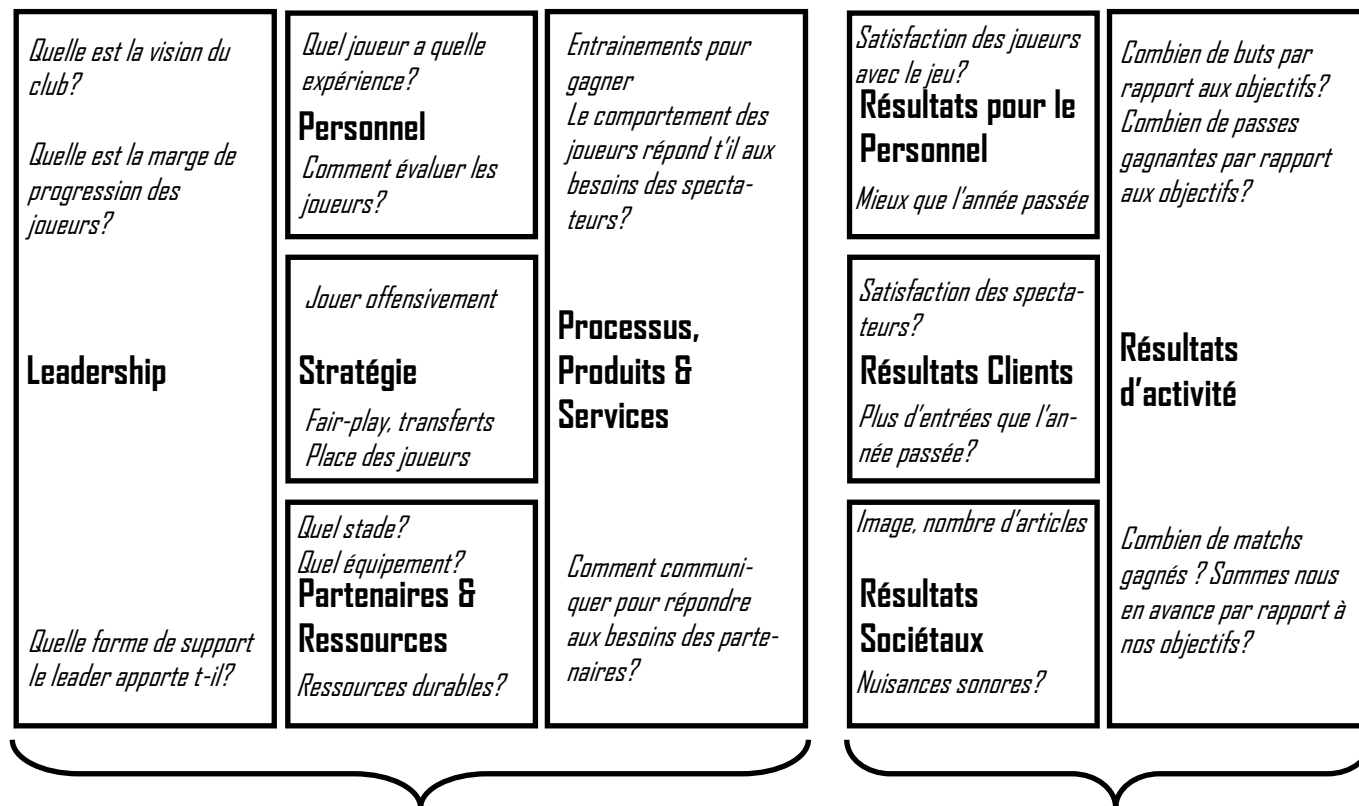 Quelle est la vision du
club?
Quelle est la marge de
progression des
joueurs?
Leadership
Quelle forme de support
le leader apporte t-il?
Quel joueur a quelle
expérience?
Personnel
Comment évaluer les
joueurs?
Jouer offensivement
Stratégie
Fair-play, transferts
Place des joueurs
Quel stade?
Quel équipement?
Partenaires &
Ressources
Ressources durables?
Entrainements pour
gagner
Le comportement des
joueurs répond t'il aux
besoins des specta-
teurs?
Processus,
Produits &
Services
Comment communi-
quer pour répondre
aux besoins des parte-
naires?
Satisfaction des joueurs
avec le jeu?
Résultats pour le
Personnel
Mieux que l'année passée
Satisfaction des specta-
teurs?
Résultats Clients
Plus d'entrées que l'an-
née passée?
Image, nombre d'articles
Résultats
Sociétaux
Nuisances sonores?
Combien de buts par
rapport aux objectifs?
Combien de passes
gagnantes par rapport
aux objectifs?
Résultats
d'activité
Combien de matchs
gagnés ? Sommes nous
en avance par rapport à
nos objectifs?